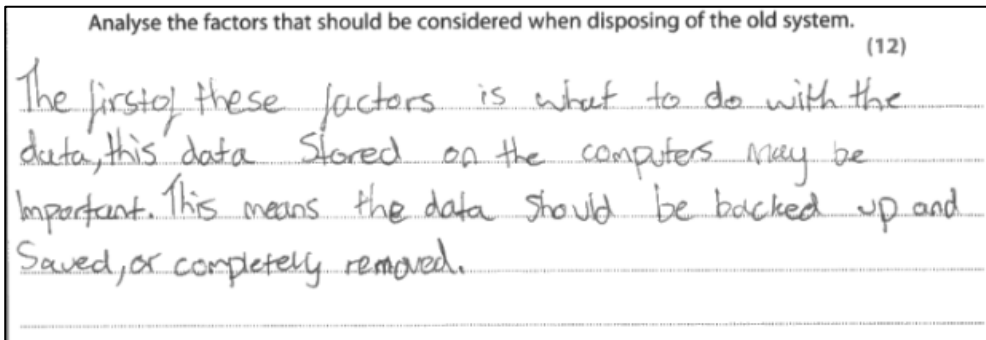 Analyse the factors that should be considered when disposing of the old system.
(12)
The first of these factors is what to do with the
data, this data Stored on the computers may be
Important. This means the data should be backed up and
Saved, or completely removed.